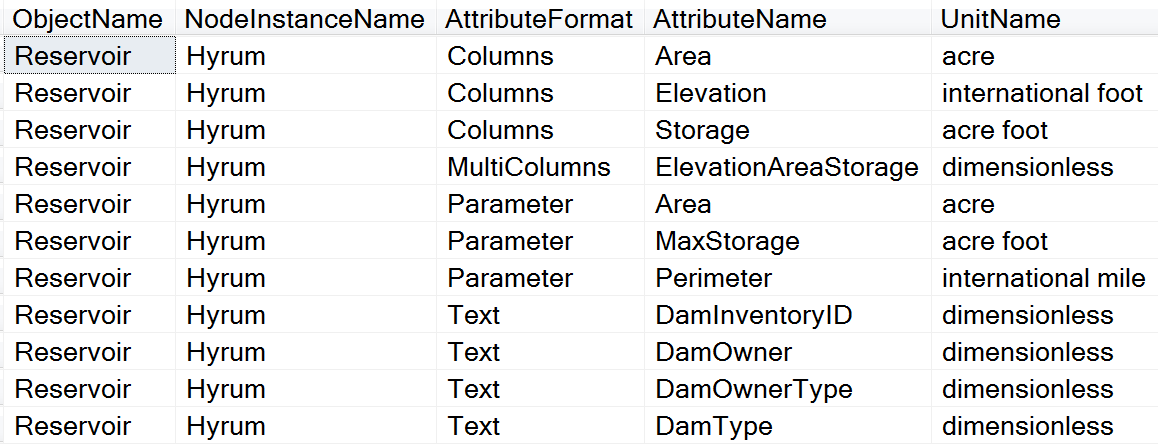 ObjectName NodeInstanceName AttributeFormat AttributeName UnitName
Reservoir Hyrum Columns Area acre
Reservoir Hyrum Columns Elevation international foot
Reservoir Hyrum Columns Storage acre foot
Reservoir Hyrum MultiColumns ElevationAreaStorage dimensionless
Reservoir Hyrum Parameter Area acre
Reservoir Hyrum Parameter MaxStorage acre foot
Reservoir Hyrum Parameter Perimeter international mile
Reservoir Hyrum Text DamInventoryID dimensionless
Reservoir Hyrum Text DamOwner dimensionless
Reservoir Hyrum Text DamOwnerType dimensionless
Reservoir Hyrum Text DamType dimensionless